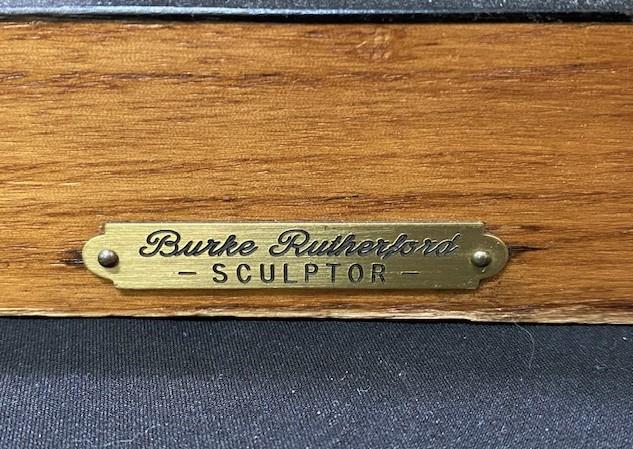 Burke Rutherford
– SCULPTOR –